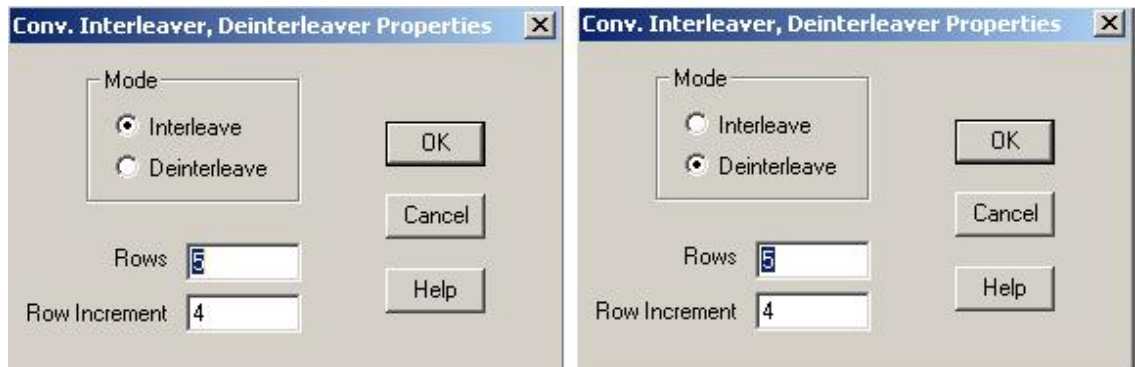 Conv. Interleaver, Deinterleaver Properties
Mode
Interleave
Deinterleave
OK
Cancel
Help
Rows 5
Row Increment 4
Conv. Interleaver, Deinterleaver Properties
Mode
Interleave
Deinterleave
OK
Cancel
Help
Rows 5
Row Increment 4